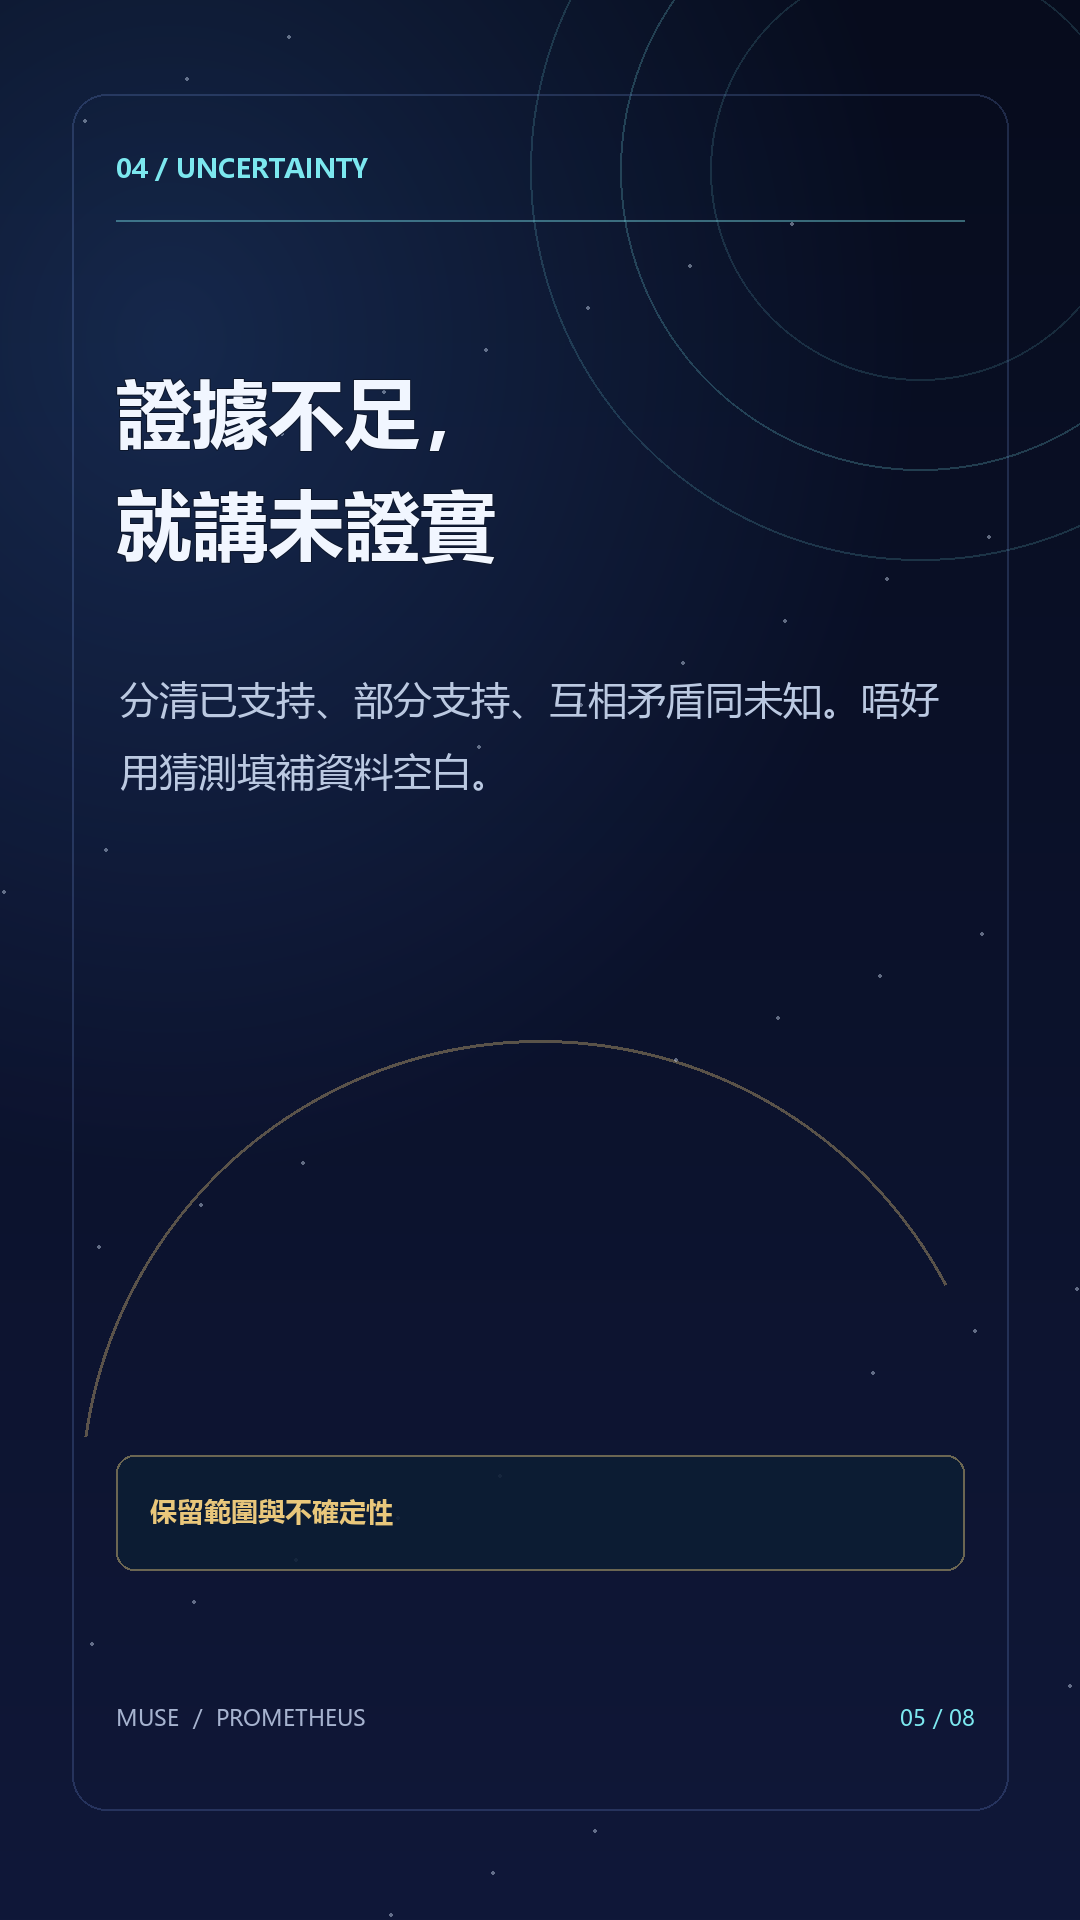 04 / UNCERTAINTY
證據不足，
就講未證實
分清已支持、部分支持、互相矛盾同未知。唔好
用猜測填補資料空白。
保留範圍與不確定性
MUSE / PROMETHEUS
05 / 08